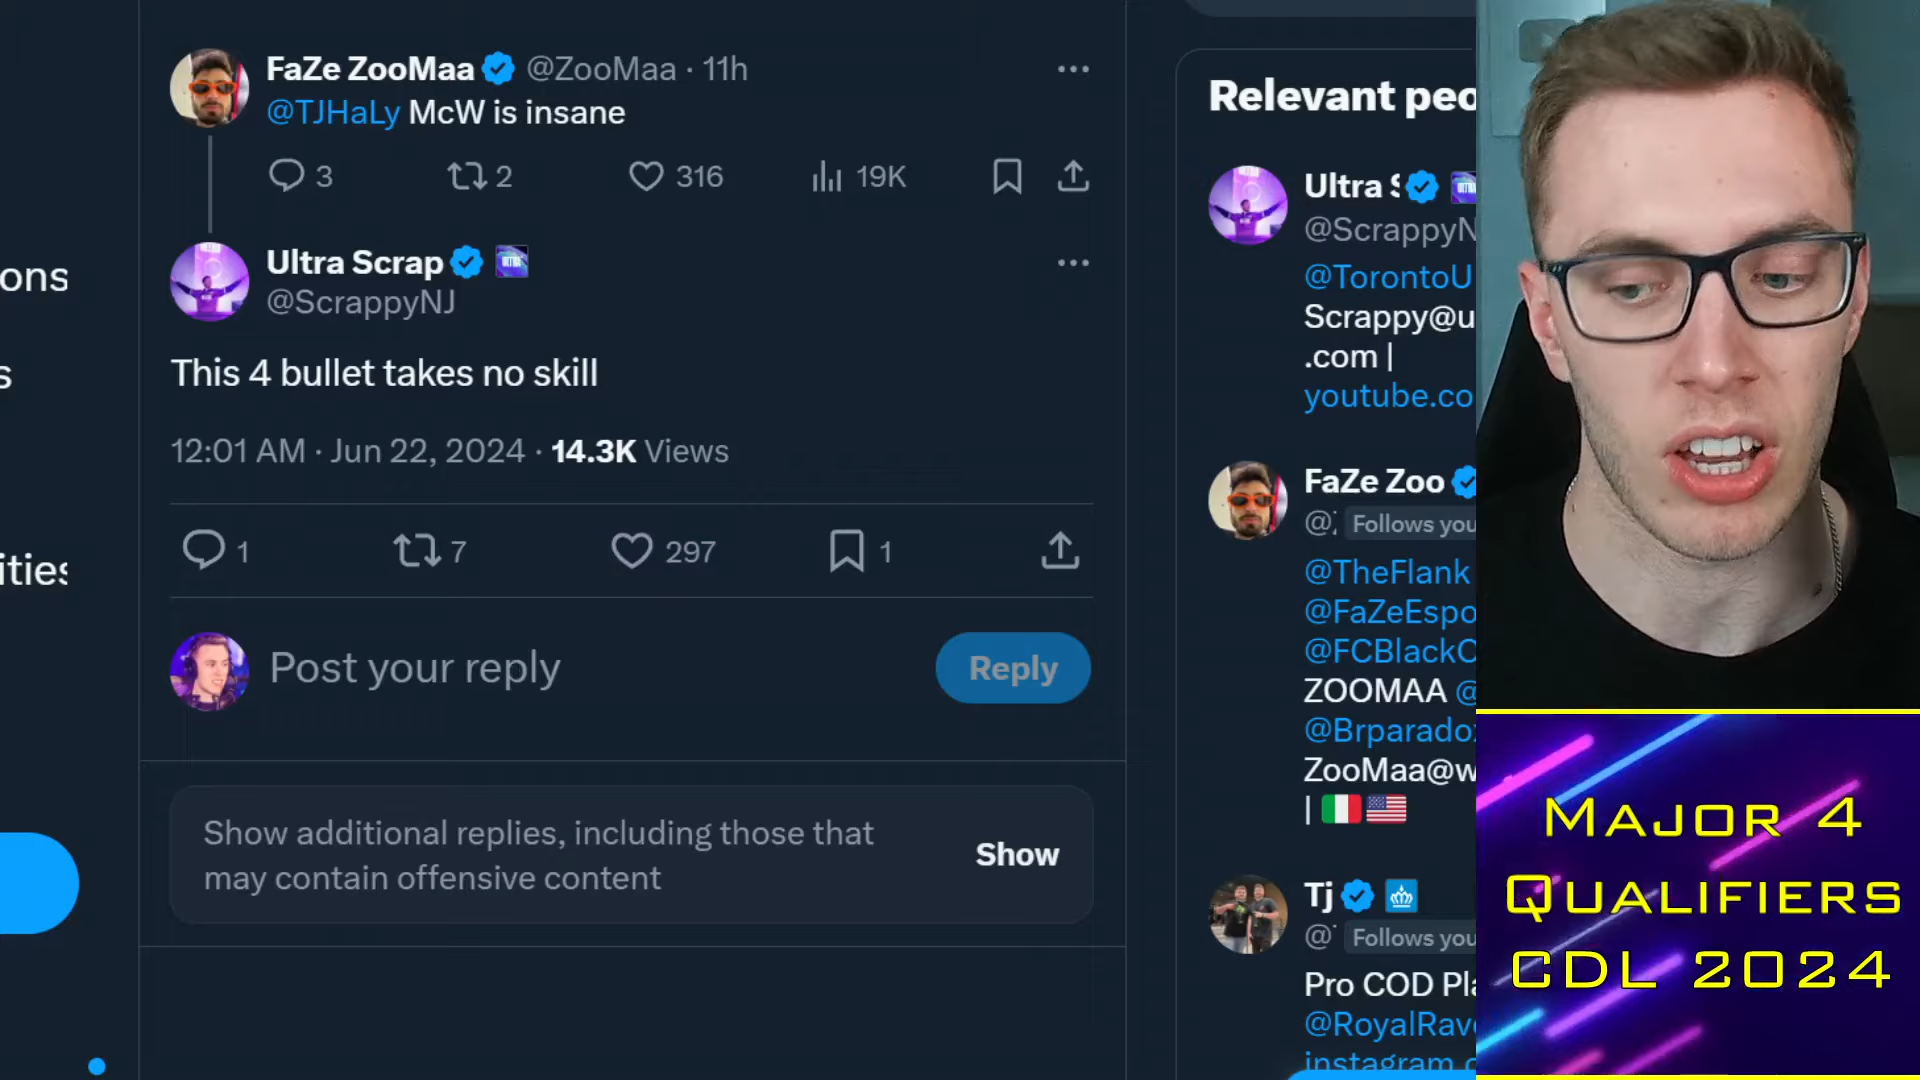 FaZe ZooMaa @ZooMaa · 11h
@TJHaLy McW is insane
3 2 316 19K
Ultra Scrap
@ScrappyNJ
This 4 bullet takes no skill
12:01 AM · Jun 22, 2024 · 14.3K Views
1 7 297 1
Post your reply
Reply
Show additional replies, including those that
may contain offensive content
Show
ons
s
ities
Relevant peo
Ultra S
@ScrappyN
@TorontoU
Scrappy@u
.com |
youtube.co
FaZe Zoo
@Z Follows you
@TheFlank
@FaZeEspo
@FCBlackC
ZOOMAA @
@Brparadox
ZooMaa@w
|
Tj
@T Follows you
Pro COD Pla
@RoyalRave
instagram.c
MAJOR 4
QUALIFIERS
CDL 2024